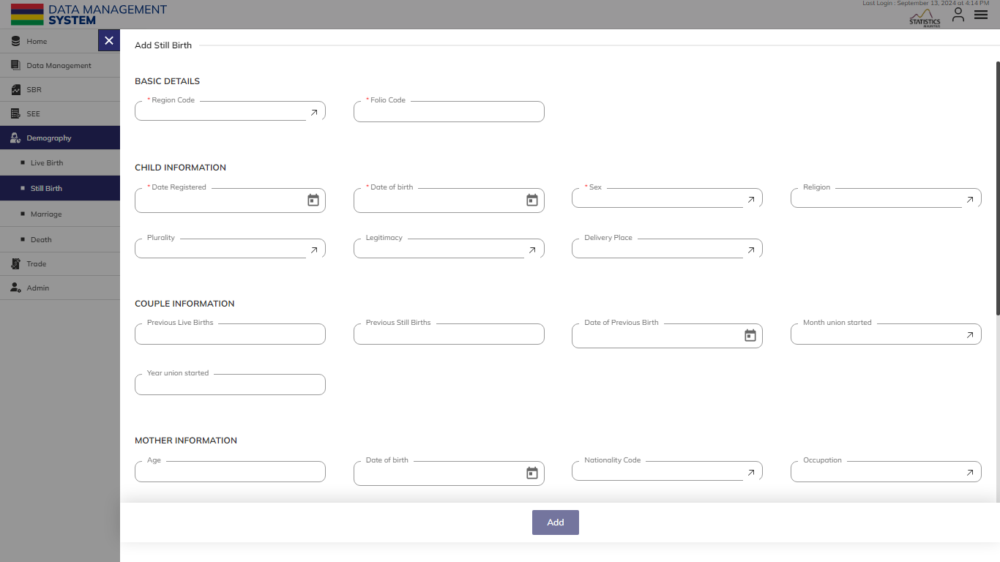 DATA MANAGEMENT
SYSTEM
Last Login : September 13, 2024 at 4:14 PM
STATISTICS
MAURITIUS
Home
Data Management
SBR
SEE
Demography
Live Birth
Still Birth
Marriage
Death
Trade
Admin
Add Still Birth
BASIC DETAILS
* Region Code
* Folio Code
CHILD INFORMATION
* Date Registered
* Date of birth
* Sex
Religion
Plurality
Legitimacy
Delivery Place
COUPLE INFORMATION
Previous Live Births
Previous Still Births
Date of Previous Birth
Month union started
Year union started
MOTHER INFORMATION
Age
Date of birth
Nationality Code
Occupation
Add